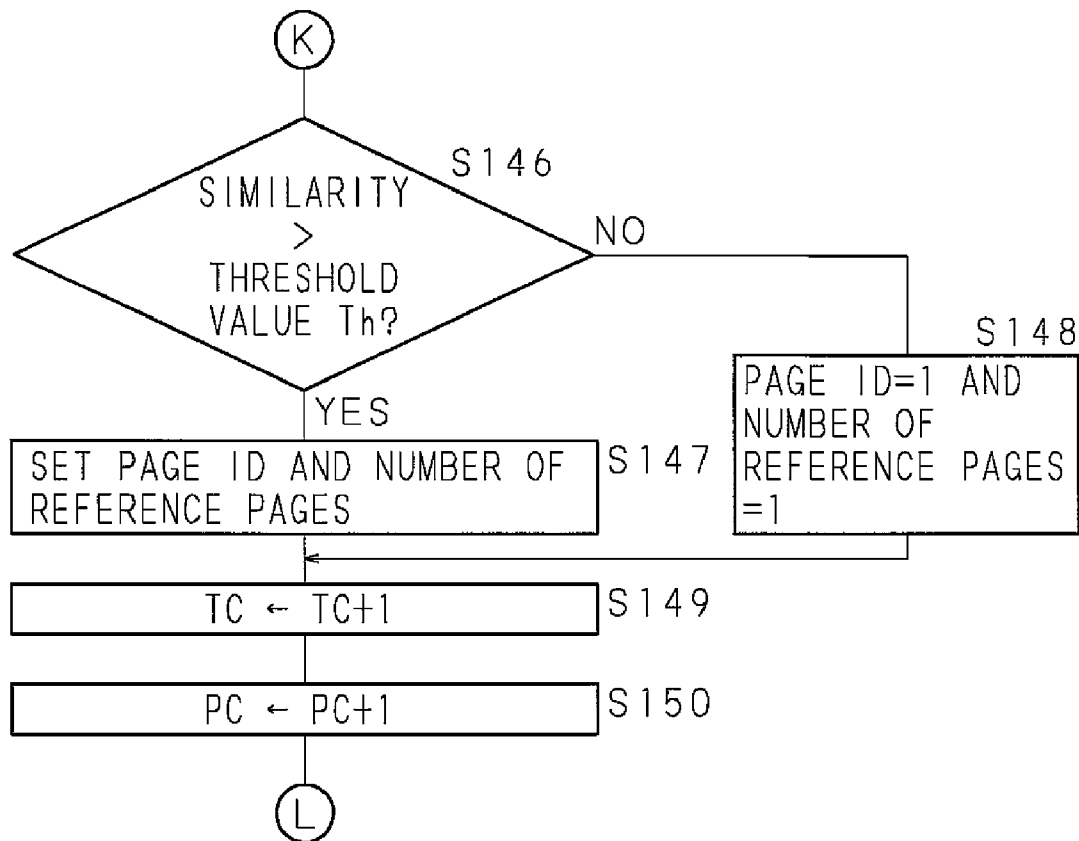 K
S146
SIMILARITY
>
THRESHOLD
VALUE Th?
NO
YES
S148
PAGE ID=1 AND
NUMBER OF
REFERENCE PAGES
=1
SET PAGE ID AND NUMBER OF
REFERENCE PAGES
S147
TC ← TC+1
S149
PC ← PC+1
S150
L